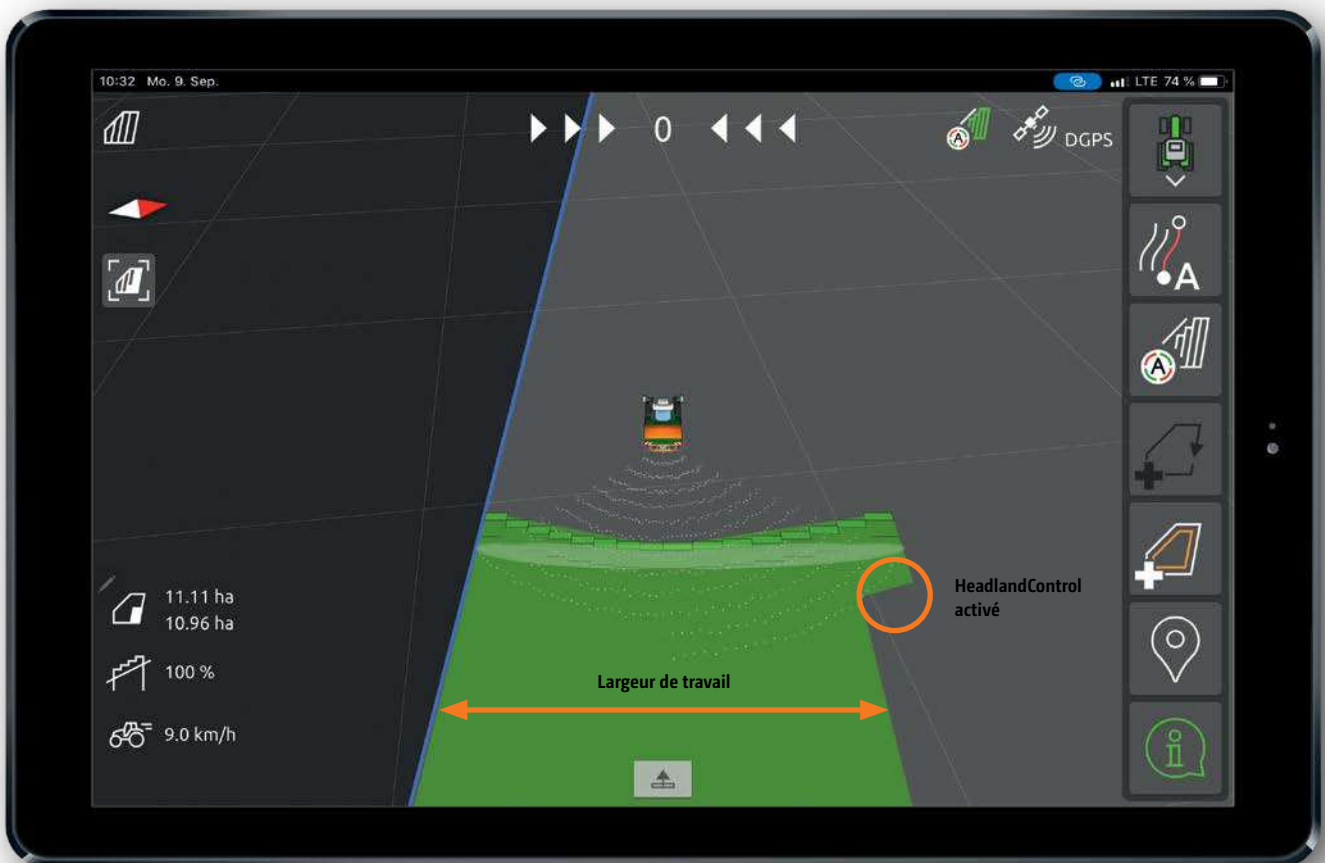 10:32 Mo. 9. Sep.
LTE 74 %
0
DGPS
A
A
A
11.11 ha
10.96 ha
100 %
9.0 km/h
HeadlandControl
activé
Largeur de travail
i